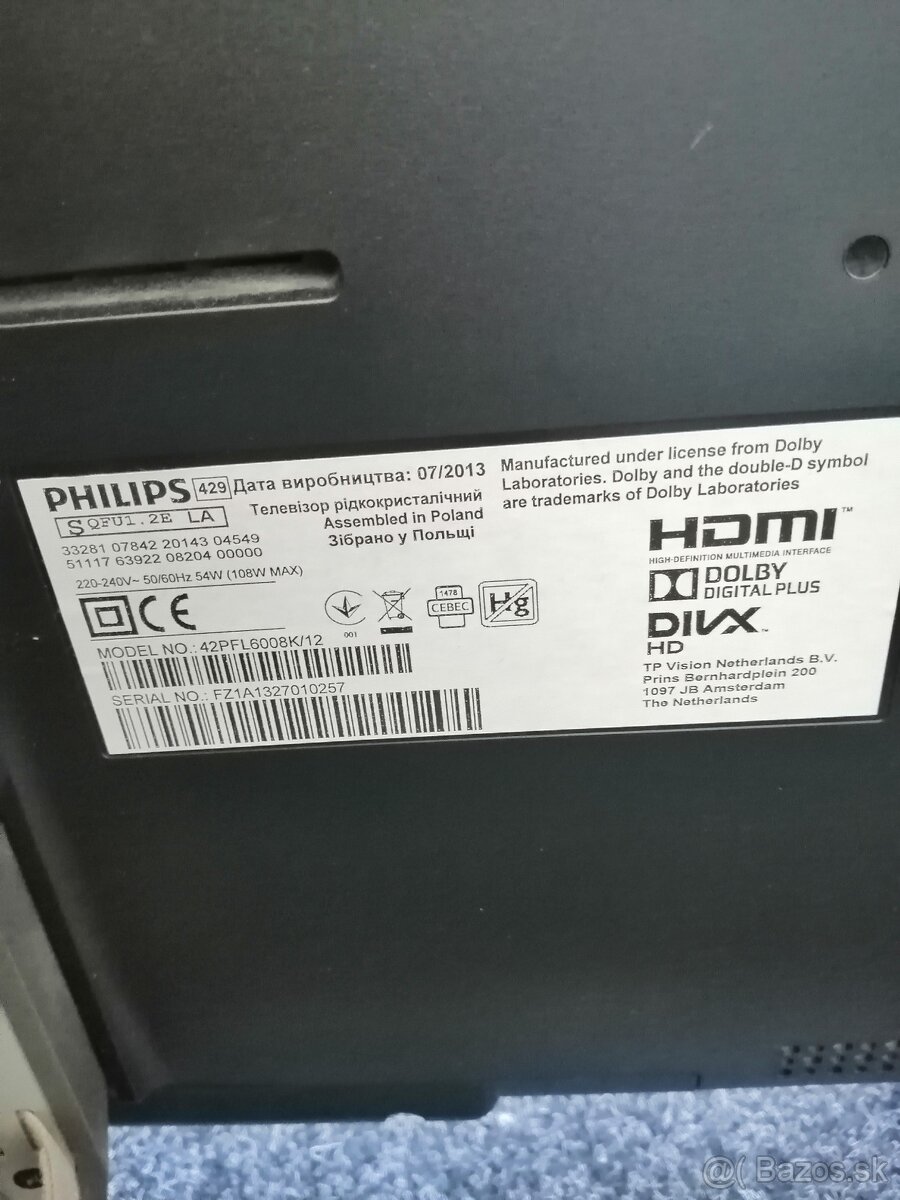 PHILIPS 429 Дата виробництва: 07/2013
S QFU1.2E LA
Телевізор рідкокристалічний
Assembled in Poland
Зібрано у Польщі
33281 07842 20143 04549
51117 63922 08204 00000
220-240V~ 50/60Hz 54W (108W MAX)
CE
001
1478
CEBEC
Hg
MODEL NO.: 42PFL6008K/12
SERIAL NO.: FZ1A1327010257
Manufactured under license from Dolby
Laboratories. Dolby and the double-D symbol
are trademarks of Dolby Laboratories
HDMI™
HIGH-DEFINITION MULTIMEDIA INTERFACE
DOLBY
DIGITAL PLUS
DIVX™
HD
TP Vision Netherlands B.V.
Prins Bernhardplein 200
1097 JB Amsterdam
The Netherlands
@( Bazos.sk